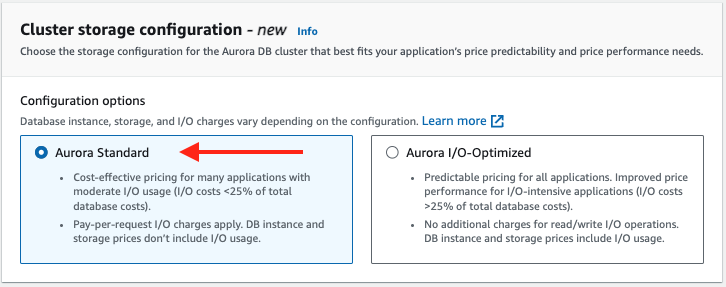 Cluster storage configuration - new Info
Choose the storage configuration for the Aurora DB cluster that best fits your application's price predictability and price performance needs.
Configuration options
Database instance, storage, and I/O charges vary depending on the configuration. Learn more
Aurora Standard
• Cost-effective pricing for many applications with
moderate I/O usage (I/O costs <25% of total
database costs).
• Pay-per-request I/O charges apply. DB instance and
storage prices don't include I/O usage.
Aurora I/O-Optimized
• Predictable pricing for all applications. Improved price
performance for I/O-intensive applications (I/O costs
>25% of total database costs).
• No additional charges for read/write I/O operations.
DB instance and storage prices include I/O usage.